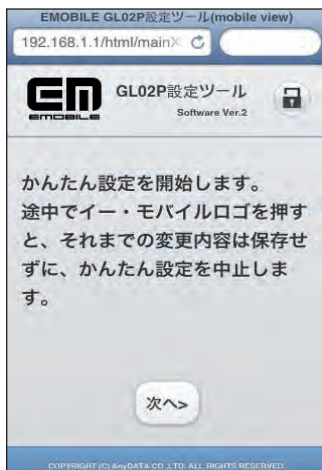 EMOBILE GL02P設定ツール(mobile view)
192.168.1.1/html/main
EM
EMOBILE
GL02P設定ツール
Software Ver.2
かんたん設定を開始します。
途中でイー・モバイルロゴを押す
と、それまでの変更内容は保存せ
ずに、かんたん設定を中止しま
す。
次へ>
COPYRIGHT (C) AnyDATA CO.,LTD. ALL RIGHTS RESERVED.